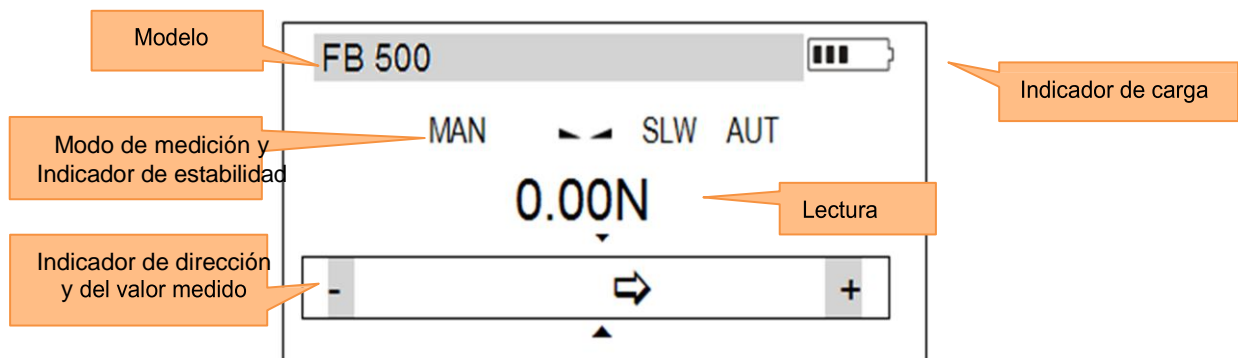 Modelo
FB 500
Indicador de carga
MAN SLW AUT
Modo de medición y
Indicador de estabilidad
0.00N
Lectura
Indicador de dirección
y del valor medido
- +